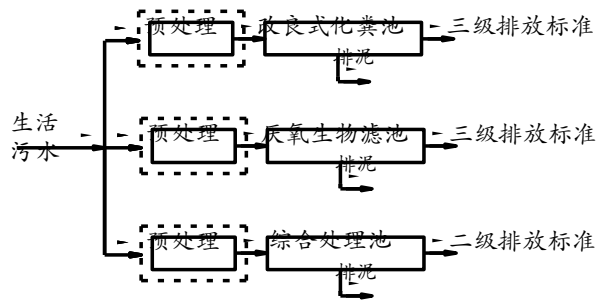 预处理 改良式化粪池 三级排放标准
排泥
生活
污水
预处理 厌氧生物滤池 三级排放标准
排泥
预处理 综合处理池 二级排放标准
排泥